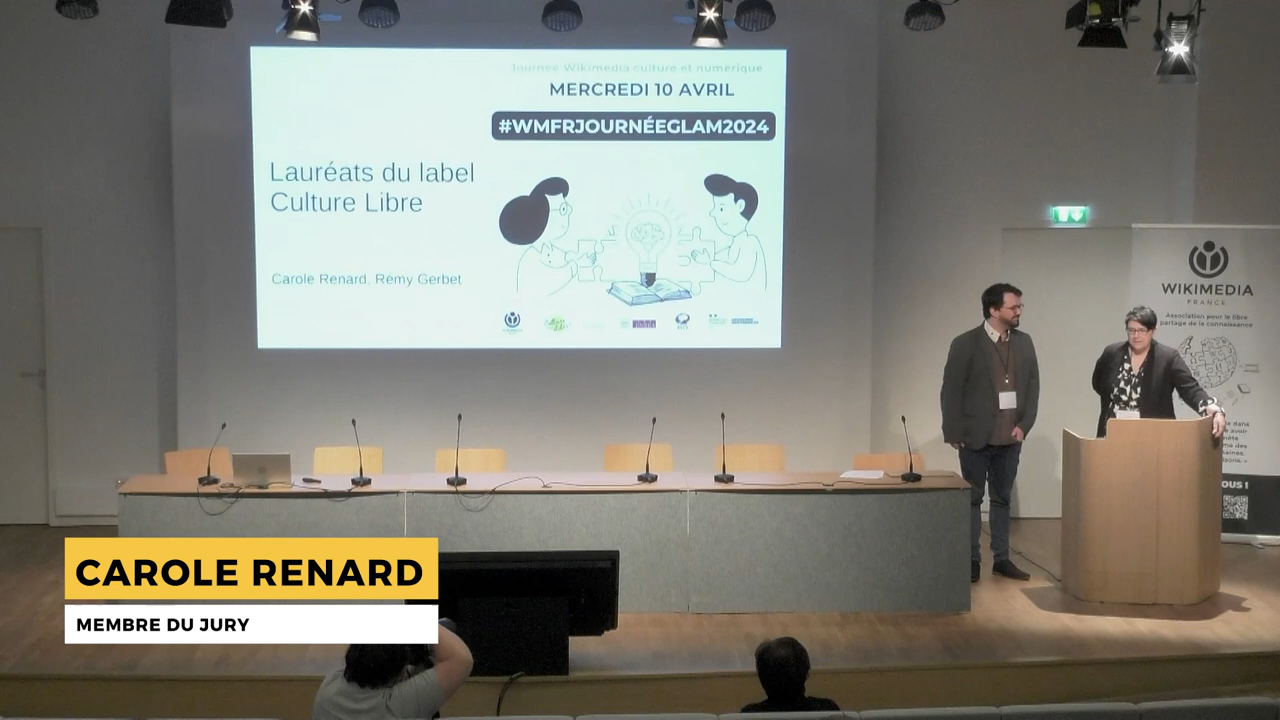 Journée Wikimedia culture et numérique
MERCREDI 10 AVRIL
#WMFRJOURNÉEGLAM2024
Lauréats du label
Culture Libre
Carole Renard, Rémy Gerbet
WIKIMEDIA
FRANCE
Association pour le libre
partage de la connaissance
OUS !
CAROLE RENARD
MEMBRE DU JURY